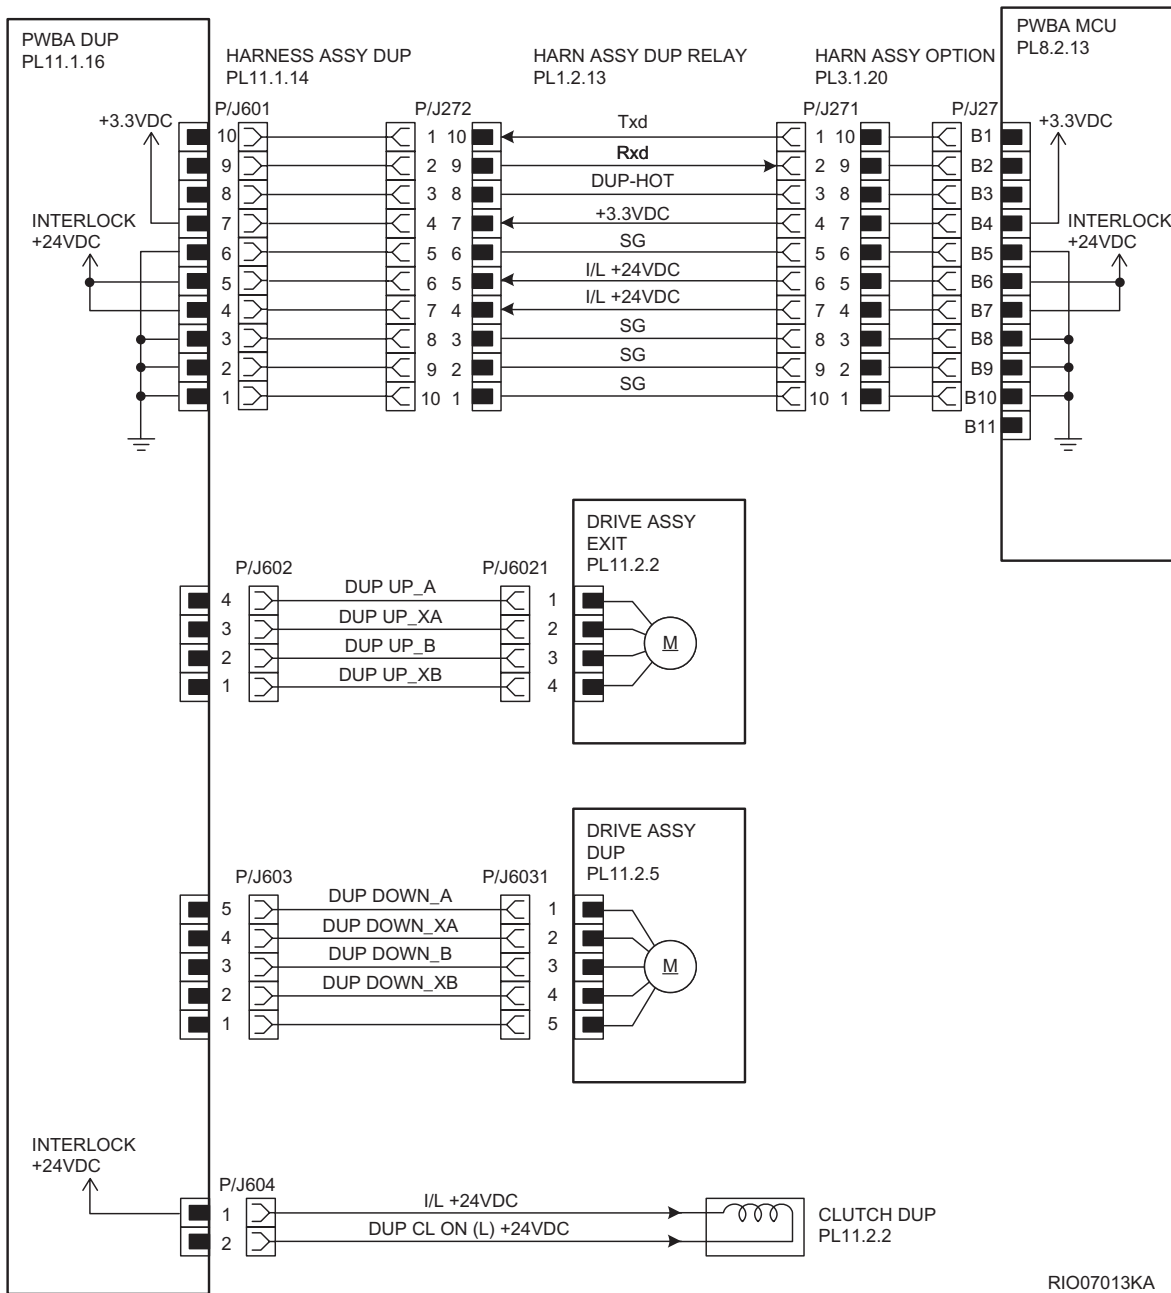 PWBA DUP
PL11.1.16
HARNESS ASSY DUP
PL11.1.14
HARN ASSY DUP RELAY
PL1.2.13
HARN ASSY OPTION
PL3.1.20
PWBA MCU
PL8.2.13
P/J601 P/J272 P/J271 P/J27
+3.3VDC +3.3VDC
10 1 10 Txd 1 10 B1
9 2 9 Rxd 2 9 B2
8 3 8 DUP-HOT 3 8 B3
7 4 7 +3.3VDC 4 7 B4
INTERLOCK
+24VDC
INTERLOCK
+24VDC
6 5 6 SG 5 6 B5
5 6 5 I/L +24VDC 6 5 B6
4 7 4 I/L +24VDC 7 4 B7
3 8 3 SG 8 3 B8
2 9 2 SG 9 2 B9
1 10 1 SG 10 1 B10
B11
DRIVE ASSY
EXIT
PL11.2.2
P/J602 P/J6021
4 DUP UP_A 1
3 DUP UP_XA 2
2 DUP UP_B 3
1 DUP UP_XB 4
M
DRIVE ASSY
DUP
PL11.2.5
P/J603 P/J6031
5 DUP DOWN_A 1
4 DUP DOWN_XA 2
3 DUP DOWN_B 3
2 DUP DOWN_XB 4
1 5
M
INTERLOCK
+24VDC
P/J604
1 I/L +24VDC
2 DUP CL ON (L) +24VDC
CLUTCH DUP
PL11.2.2
RIO07013KA